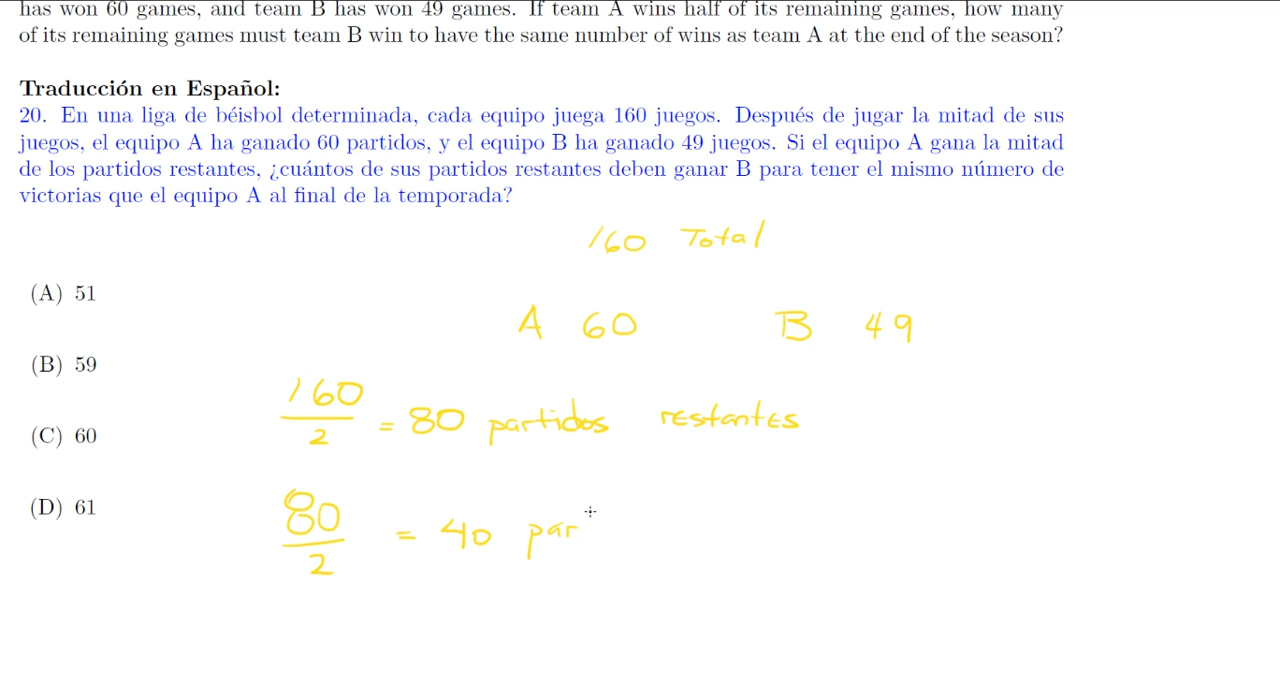 has won 60 games, and team B has won 49 games. If team A wins half of its remaining games, how many
of its remaining games must team B win to have the same number of wins as team A at the end of the season?
Traducción en Español:
20. En una liga de béisbol determinada, cada equipo juega 160 juegos. Después de jugar la mitad de sus
juegos, el equipo A ha ganado 60 partidos, y el equipo B ha ganado 49 juegos. Si el equipo A gana la mitad
de los partidos restantes, ¿cuántos de sus partidos restantes deben ganar B para tener el mismo número de
victorias que el equipo A al final de la temporada?
160 Total
(A) 51
A 60 B 49
(B) 59
160/2 = 80 partidos restantes
(C) 60
(D) 61
80/2 = 40 par